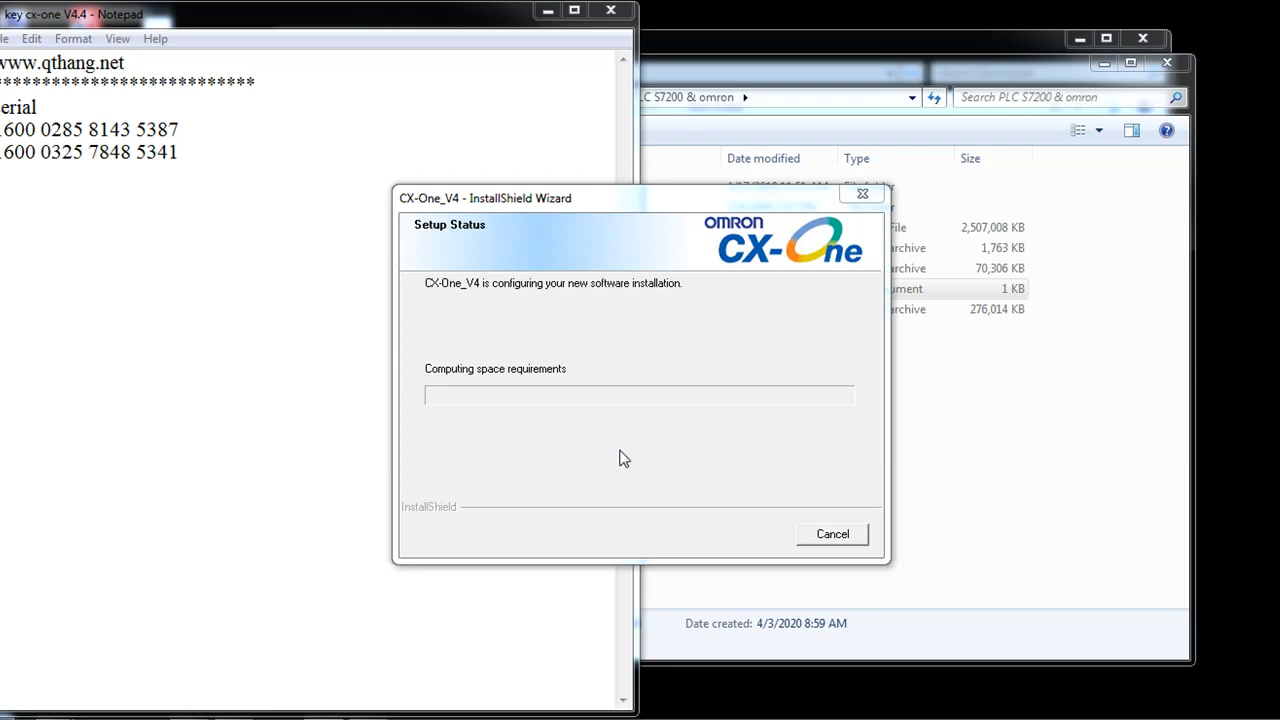 key cx-one V4.4 - Notepad
le Edit Format View Help
www.qthang.net
**************************
erial
1600 0285 8143 5387
1600 0325 7848 5341
LC S7200 & omron
Search PLC S7200 & omron
Date modified Type Size
File 2,507,008 KB
archive 1,763 KB
archive 70,306 KB
ument 1 KB
archive 276,014 KB
Date created: 4/3/2020 8:59 AM
CX-One_V4 - InstallShield Wizard
Setup Status
OMRON
CX-One
CX-One_V4 is configuring your new software installation.
Computing space requirements
InstallShield
Cancel